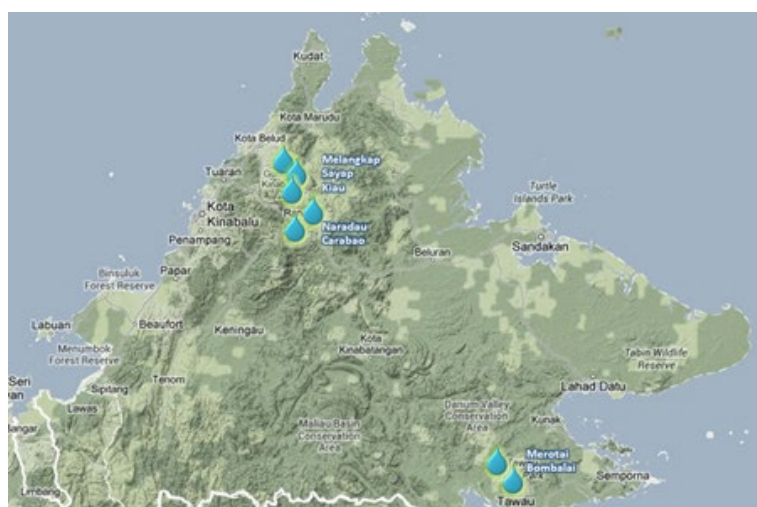 Kudat
Kota Marudu
Kota Belud
Melangkap
Sayap
Kiau
Tuaran
Kota
Kinabalu
Naradau
Carabao
Penampang
Turtle
Islands Park
Sandakan
Beluran
Papar
Binsuluk
Forest Reserve
Labuan
Beaufort
Keningau
Kota
Kinabatangan
Menumbok
Forest Reserve
Tabin Wildlife
Reserve
Seri
Sipitang
Tenom
Lahad Datu
Lawas
Danum Valley
Conservation
Area
Kunak
Maliau Basin
Conservation
Area
Merotai
Bombalai
Semporna
Limbang
Tawau